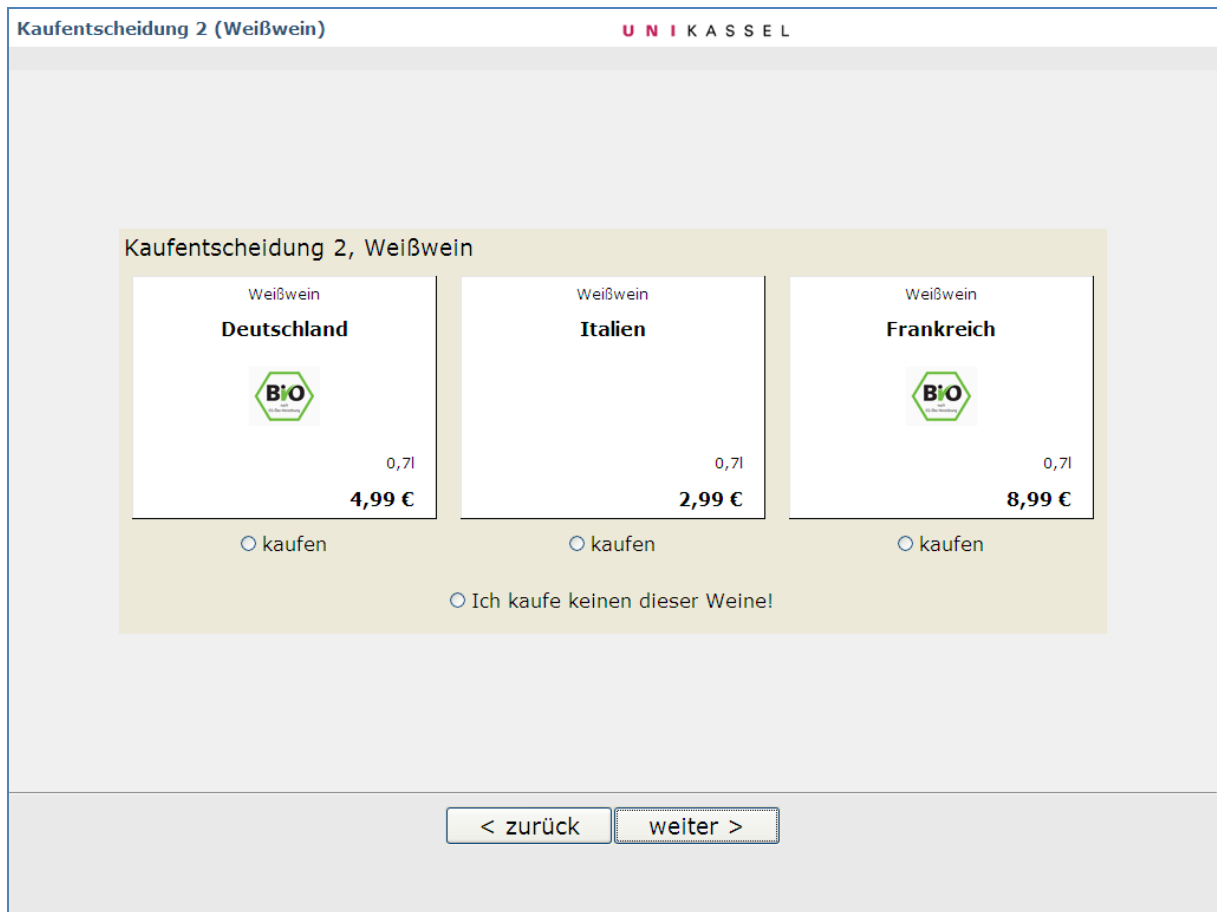 Kaufentscheidung 2 (Weißwein)
UNIKASSEL
Kaufentscheidung 2, Weißwein
Weißwein
Deutschland
Bio
0,7l
4,99 €
Weißwein
Italien
0,7l
2,99 €
Weißwein
Frankreich
Bio
0,7l
8,99 €
kaufen
kaufen
kaufen
Ich kaufe keinen dieser Weine!
< zurück
weiter >